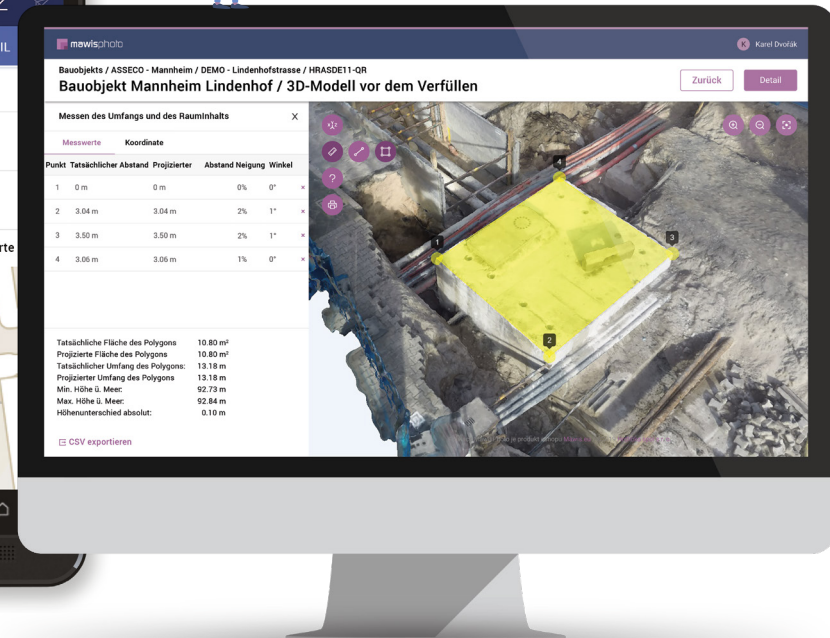 IL
rte
mawisphoto
K Karel Dvořák
Bauobjekts / ASSECO - Mannheim / DEMO - Lindenhofstrasse / HRASDE11-QR
Bauobjekt Mannheim Lindenhof / 3D-Modell vor dem Verfüllen
Zurück Detail
Messen des Umfangs und des RaumInhalts X
Messwerte Koordinate
Punkt Tatsächlicher Abstand Projizierter Abstand Neigung Winkel
1 0 m 0 m 0% 0° ×
2 3.04 m 3.04 m 2% 1° ×
3 3.50 m 3.50 m 2% 1° ×
4 3.06 m 3.06 m 1% 0° ×
Tatsächliche Fläche des Polygons 10.80 m²
Projizierte Fläche des Polygons 10.80 m²
Tatsächlicher Umfang des Polygons: 13.18 m
Projizierter Umfang des Polygons 13.18 m
Min. Höhe ü. Meer: 92.73 m
Max. Höhe ü. Meer: 92.84 m
Höhenunterschied absolut: 0.10 m
CSV exportieren
?
4
1
3
2
je produkt